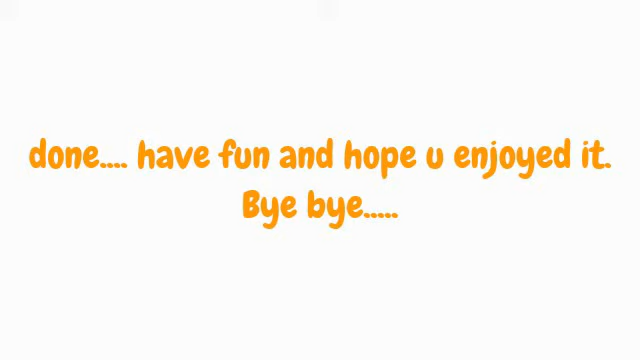 done.... have fun and hope u enjoyed it.
Bye bye.....